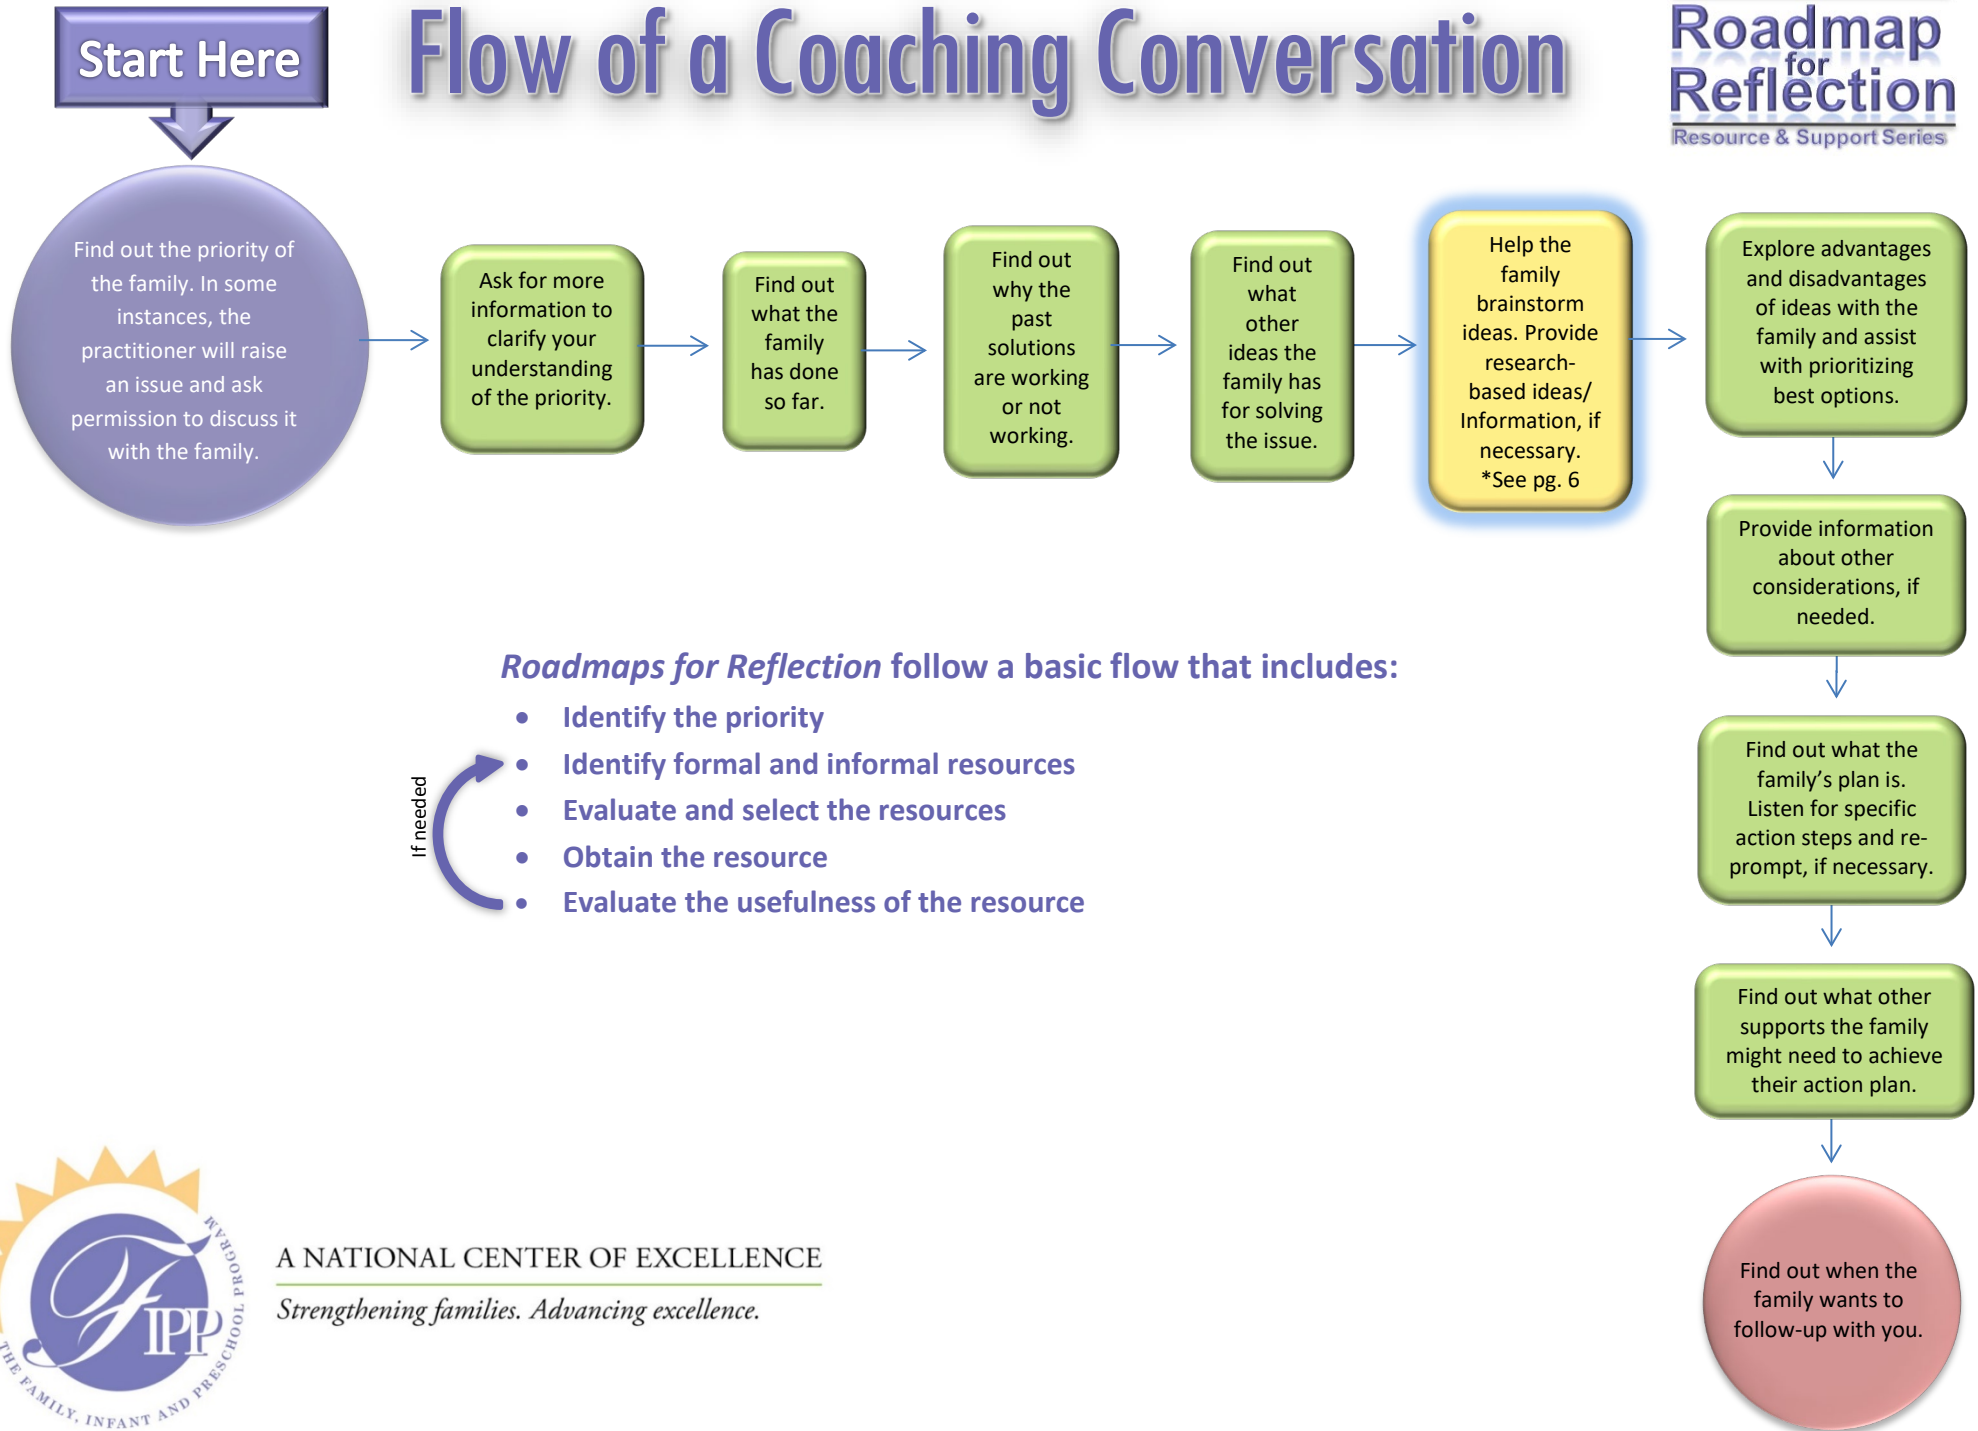 Start Here
Flow of a Coaching Conversation
Roadmap
for
Reflection
Resource & Support Series
Find out the priority of
the family. In some
instances, the
practitioner will raise
an issue and ask
permission to discuss it
with the family.
Ask for more
information to
clarify your
understanding
of the priority.
Find out
what the
family
has done
so far.
Find out
why the
past
solutions
are working
or not
working.
Find out
what
other
ideas the
family has
for solving
the issue.
Help the
family
brainstorm
ideas. Provide
research-
based ideas/
Information, if
necessary.
*See pg. 6
Explore advantages
and disadvantages
of ideas with the
family and assist
with prioritizing
best options.
Provide information
about other
considerations, if
needed.
Find out what the
family’s plan is.
Listen for specific
action steps and re-
prompt, if necessary.
Find out what other
supports the family
might need to achieve
their action plan.
Find out when the
family wants to
follow-up with you.
Roadmaps for Reflection follow a basic flow that includes:
• Identify the priority
• Identify formal and informal resources
• Evaluate and select the resources
• Obtain the resource
• Evaluate the usefulness of the resource
If needed
FIPP
THE FAMILY, INFANT AND PRESCHOOL PROGRAM
A NATIONAL CENTER OF EXCELLENCE
Strengthening families. Advancing excellence.